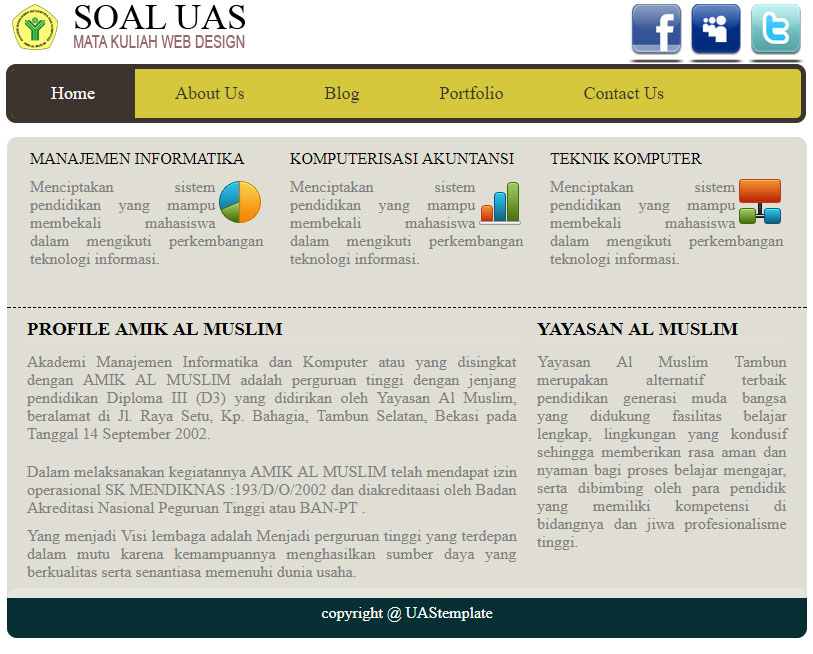 SOAL UAS
MATA KULIAH WEB DESIGN
Home About Us Blog Portfolio Contact Us
MANAJEMEN INFORMATIKA
Menciptakan sistem
pendidikan yang mampu
membekali mahasiswa
dalam mengikuti perkembangan
teknologi informasi.
KOMPUTERISASI AKUNTANSI
Menciptakan sistem
pendidikan yang mampu
membekali mahasiswa
dalam mengikuti perkembangan
teknologi informasi.
TEKNIK KOMPUTER
Menciptakan sistem
pendidikan yang mampu
membekali mahasiswa
dalam mengikuti perkembangan
teknologi informasi.
PROFILE AMIK AL MUSLIM
Akademi Manajemen Informatika dan Komputer atau yang disingkat
dengan AMIK AL MUSLIM adalah perguruan tinggi dengan jenjang
pendidikan Diploma III (D3) yang didirikan oleh Yayasan Al Muslim,
beralamat di Jl. Raya Setu, Kp. Bahagia, Tambun Selatan, Bekasi pada
Tanggal 14 September 2002.
Dalam melaksanakan kegiatannya AMIK AL MUSLIM telah mendapat izin
operasional SK MENDIKNAS :193/D/O/2002 dan diakreditaasi oleh Badan
Akreditasi Nasional Peguruan Tinggi atau BAN-PT .
Yang menjadi Visi lembaga adalah Menjadi perguruan tinggi yang terdepan
dalam mutu karena kemampuannya menghasilkan sumber daya yang
berkualitas serta senantiasa memenuhi dunia usaha.
YAYASAN AL MUSLIM
Yayasan Al Muslim Tambun
merupakan alternatif terbaik
pendidikan generasi muda bangsa
yang didukung fasilitas belajar
lengkap, lingkungan yang kondusif
sehingga memberikan rasa aman dan
nyaman bagi proses belajar mengajar,
serta dibimbing oleh para pendidik
yang memiliki kompetensi di
bidangnya dan jiwa profesionalisme
tinggi.
copyright @ UAStemplate